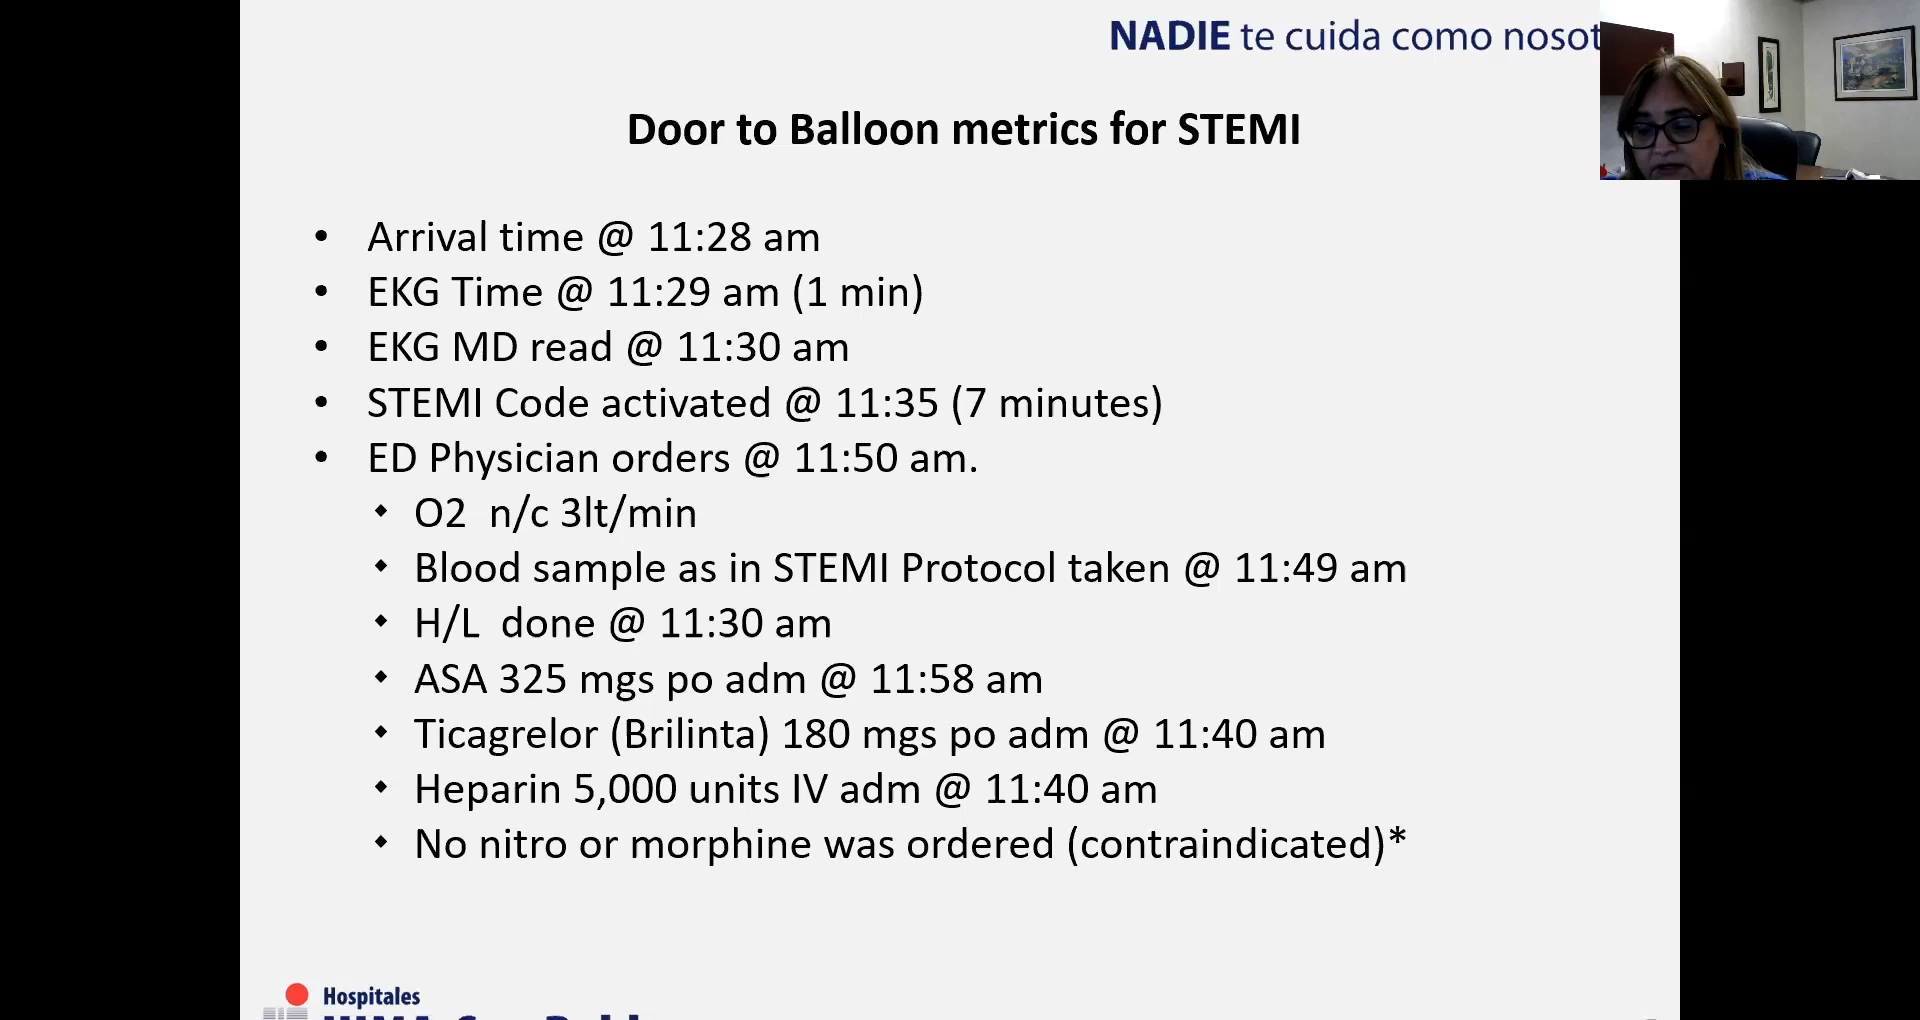 NADIE te cuida como
Door to Balloon metrics for STEMI
• Arrival time @ 11:28 am
• EKG Time @ 11:29 am (1 min)
• EKG MD read @ 11:30 am
• STEMI Code activated @ 11:35 (7 minutes)
• ED Physician orders @ 11:50 am.
• O2 n/c 3lt/min
• Blood sample as in STEMI Protocol taken @ 11:49 am
• H/L done @ 11:30 am
• ASA 325 mgs po adm @ 11:58 am
• Ticagrelor (Brilinta) 180 mgs po adm @ 11:40 am
• Heparin 5,000 units IV adm @ 11:40 am
• No nitro or morphine was ordered (contraindicated)*
Hospitales